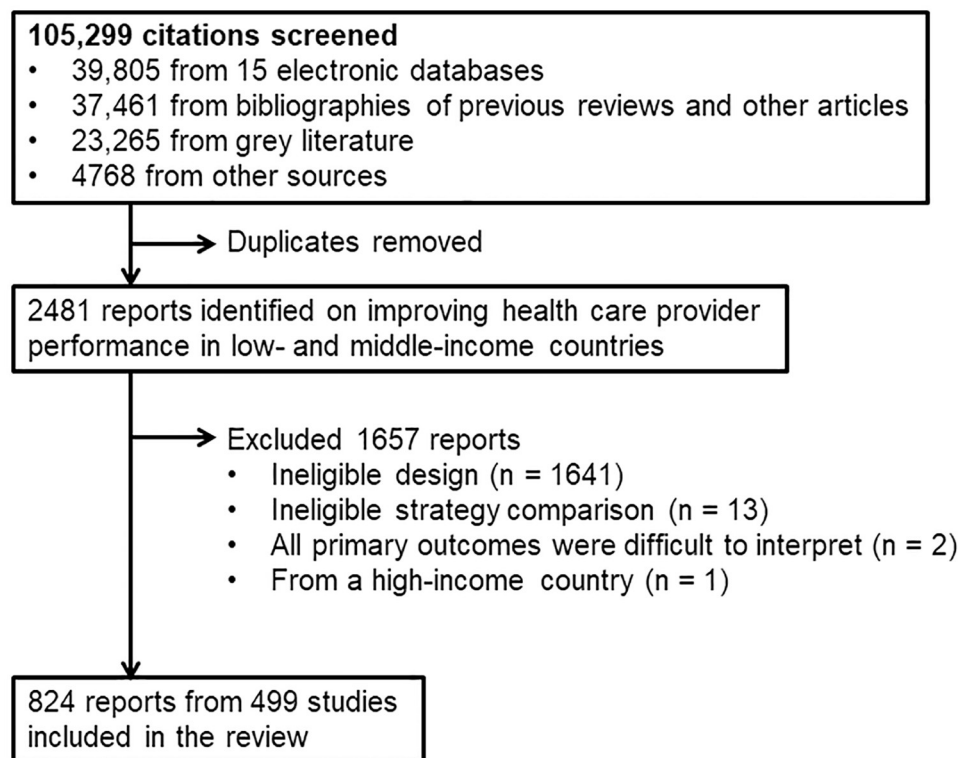 105,299 citations screened
• 39,805 from 15 electronic databases
• 37,461 from bibliographies of previous reviews and other articles
• 23,265 from grey literature
• 4768 from other sources
Duplicates removed
2481 reports identified on improving health care provider
performance in low- and middle-income countries
Excluded 1657 reports
• Ineligible design (n = 1641)
• Ineligible strategy comparison (n = 13)
• All primary outcomes were difficult to interpret (n = 2)
• From a high-income country (n = 1)
824 reports from 499 studies
included in the review